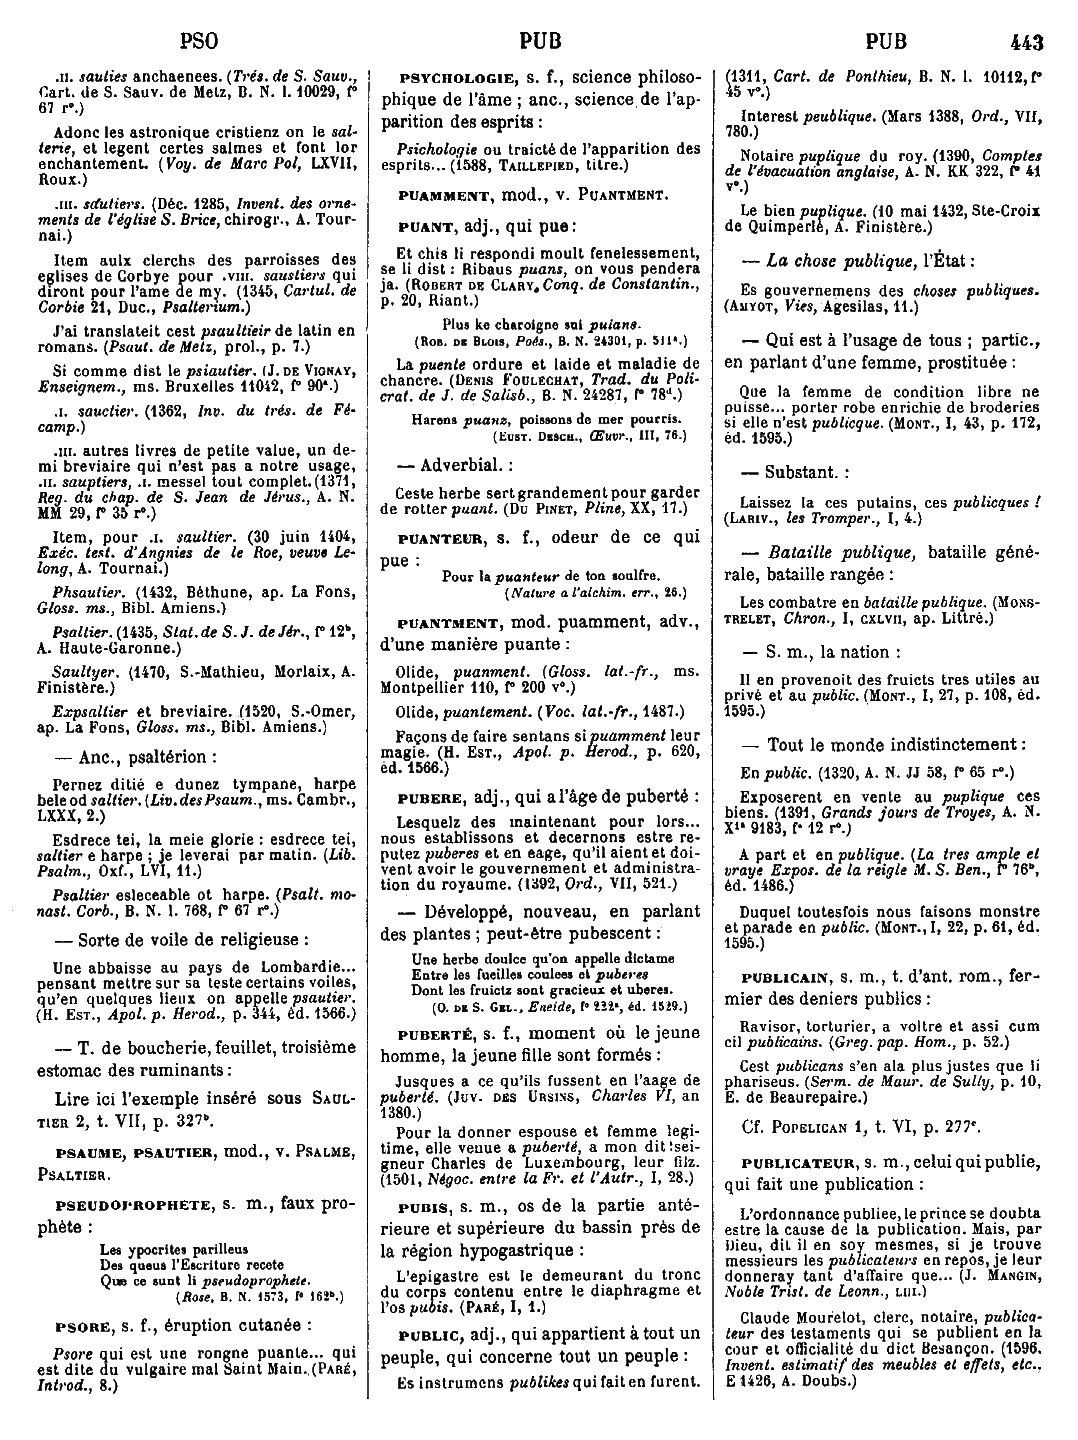 PSO
PUB
PUB
443
.II. sauties anchaenees. (Trés. de S. Sauv.,
Cart. de S. Sauv. de Metz, B. N. l. 10029, f°
67 r°.)
Adonc les astronique cristienz on le sal-
terie, et legent certes salmes et font lor
enchantement. (Voy. de Marc Pol, LXVII,
Roux.)
.III. sautiers. (Déc. 1285, Invent. des orne-
ments de l'église S. Brice, chirogr., A. Tour-
nai.)
Item aulx clerchs des parroisses des
eglises de Corbye pour .VIII. saustiers qui
diront pour l'ame de my. (1345, Cartul. de
Corbie 21, Duc., Psalterium.)
J'ai translateit cest psaultieir de latin en
romans. (Psaut. de Metz, prol., p. 7.)
Si comme dist le psiautier. (J. DE VIGNAY,
Enseignem., ms. Bruxelles 11042, f° 90ª.)
.I. sauctier. (1362, Inv. du trés. de Fé-
camp.)
.III. autres livres de petite value, un de-
mi breviaire qui n'est pas a notre usage,
.II. sauptiers, .I. messel tout complet. (1371,
Reg. du chap. de S. Jean de Jérus., A. N.
MM 29, f° 35 r°.)
Item, pour .I. saultier. (30 juin 1404,
Exéc. test. d'Angnies de le Roe, veuve Le-
long, A. Tournai.)
Phsautier. (1432, Béthune, ap. La Fons,
Gloss. ms., Bibl. Amiens.)
Psaltier. (1435, Stat. de S. J. de Jér., f° 12ᵇ,
A. Haute-Garonne.)
Saultyer. (1470, S.-Mathieu, Morlaix, A.
Finistère.)
Expsaltier et breviaire. (1520, S.-Omer,
ap. La Fons, Gloss. ms., Bibl. Amiens.)
— Anc., psaltérion :
Pernez ditié e dunez tympane, harpe
bele od saltier. (Liv. des Psaum., ms. Cambr.,
LXXX, 2.)
Esdrece tei, la meie glorie : esdrece tei,
saltier e harpe ; je leverai par matin. (Lib.
Psalm., Oxf., LVI, 11.)
Psaltier esleceable ot harpe. (Psalt. mo-
nast. Corb., B. N. l. 768, f° 67 r°.)
— Sorte de voile de religieuse :
Une abbaisse au pays de Lombardie...
pensant mettre sur sa teste certains voiles,
qu'en quelques lieux on appelle psautier.
(H. EST., Apol. p. Herod., p. 344, éd. 1566.)
— T. de boucherie, feuillet, troisième
estomac des ruminants :
Lire ici l'exemple inséré sous SAUL-
TIER 2, t. VII, p. 327ᵇ.
PSAUME, PSAUTIER, mod., v. PSALME,
PSALTIER.
PSEUDOPROPHETE, s. m., faux pro-
phète :
Les ypocrites parilleus
Des queus l'Escriture recete
Que ce sunt li pseudoprophete.
(Rose, B. N. 1573, f° 162ᵇ.)
PSORE, s. f., éruption cutanée :
Psore qui est une rongne puante... qui
est dite du vulgaire mal Saint Main. (PARÉ,
Introd., 8.)
PSYCHOLOGIE, s. f., science philoso-
phique de l'âme ; anc., science de l'ap-
parition des esprits :
Psichologie ou traicté de l'apparition des
esprits... (1588, TAILLEPIED, titre.)
PUAMMENT, mod., v. PUANTMENT.
PUANT, adj., qui pue :
Et chis li respondi moult fenelessement,
se li dist : Ribaus puans, on vous pendera
ja. (ROBERT DE CLARY, Conq. de Constantin.,
p. 20, Riant.)
Plus ke charoigne sui puians.
(ROB. DE BLOIS, Poés., B. N. 24301, p. 511ª.)
La puente ordure et laide et maladie de
chancre. (DENIS FOULECHAT, Trad. du Poli-
crat. de J. de Salisb., B. N. 24287, f° 78ᵈ.)
Harens puanz, poissons de mer pourris.
(EUST. DESCH., Œuvr., III, 76.)
— Adverbial. :
Ceste herbe sert grandement pour garder
de rotter puant. (DU PINET, Pline, XX, 17.)
PUANTEUR, s. f., odeur de ce qui
pue :
Pour la puanteur de ton soulfre.
(Nature a l'alchim. err., 26.)
PUANTMENT, mod. puamment, adv.,
d'une manière puante :
Olide, puanment. (Gloss. lat.-fr., ms.
Montpellier 110, f° 200 v°.)
Olide, puantement. (Voc. lat.-fr., 1487.)
Façons de faire sentans si puamment leur
magie. (H. EST., Apol. p. Herod., p. 620,
éd. 1566.)
PUBERE, adj., qui a l'âge de puberté :
Lesquelz des maintenant pour lors...
nous establissons et decernons estre re-
putez puberes et en eage, qu'il aient et doi-
vent avoir le gouvernement et administra-
tion du royaume. (1392, Ord., VII, 521.)
— Développé, nouveau, en parlant
des plantes ; peut-être pubescent :
Une herbe doulce qu'on appelle dictame
Entre les fueilles coulees et puberes
Dont les fruictz sont gracieux et uberes.
(O. DE S. GEL., Eneide, f° 232ª, éd. 1529.)
PUBERTÉ, s. f., moment où le jeune
homme, la jeune fille sont formés :
Jusques a ce qu'ils fussent en l'aage de
puberté. (JUV. DES URSINS, Charles VI, an
1380.)
Pour la donner espouse et femme legi-
time, elle venue a puberté, a mon dit sei-
gneur Charles de Luxembourg, leur filz.
(1501, Négoc. entre la Fr. et l'Autr., I, 28.)
PUBIS, s. m., os de la partie anté-
rieure et supérieure du bassin près de
la région hypogastrique :
L'epigastre est le demeurant du tronc
du corps contenu entre le diaphragme et
l'os pubis. (PARÉ, I, 1.)
PUBLIC, adj., qui appartient à tout un
peuple, qui concerne tout un peuple :
Es instrumens publikes qui fait en furent.
(1311, Cart. de Ponthieu, B. N. l. 10112, f°
45 v°.)
Interest peublique. (Mars 1388, Ord., VII,
780.)
Notaire puplique du roy. (1390, Comptes
de l'évacuation anglaise, A. N. KK 322, f° 41
v°.)
Le bien puplique. (10 mai 1432, Ste-Croix
de Quimperlé, A. Finistère.)
— La chose publique, l'État :
Es gouvernemens des choses publiques.
(AMYOT, Vies, Agesilas, 11.)
— Qui est à l'usage de tous ; partic.,
en parlant d'une femme, prostituée :
Que la femme de condition libre ne
puisse... porter robe enrichie de broderies
si elle n'est publicque. (MONT., I, 43, p. 172,
éd. 1595.)
— Substant. :
Laissez la ces putains, ces publicques !
(LARIV., les Tromper., I, 4.)
— Bataille publique, bataille géné-
rale, bataille rangée :
Les combatre en bataille publique. (MONS-
TRELET, Chron., I, CXLVII, ap. Littré.)
— S. m., la nation :
Il en provenoit des fruicts tres utiles au
privé et au public. (MONT., I, 27, p. 108, éd.
1595.)
— Tout le monde indistinctement :
En public. (1320, A. N. JJ 58, f° 65 r°.)
Exposerent en vente au puplique ces
biens. (1391, Grands jours de Troyes, A. N.
X¹ª 9183, f° 12 r°.)
A part et en publique. (La tres ample et
vraye Expos. de la reigle M. S. Ben., f° 76ᵇ,
éd. 1486.)
Duquel toutesfois nous faisons monstre
et parade en public. (MONT., I, 22, p. 61, éd.
1595.)
PUBLICAIN, s. m., t. d'ant. rom., fer-
mier des deniers publics :
Ravisor, torturier, a voltre et assi cum
cil publicains. (Greg. pap. Hom., p. 52.)
Cest publicans s'en ala plus justes que li
phariseus. (Serm. de Maur. de Sully, p. 10,
E. de Beaurepaire.)
Cf. POPELICAN 1, t. VI, p. 277ᶜ.
PUBLICATEUR, s. m., celui qui publie,
qui fait une publication :
L'ordonnance publiee, le prince se doubta
estre la cause de la publication. Mais, par
Dieu, dit il en soy mesmes, si je trouve
messieurs les publicateurs en repos, je leur
donneray tant d'affaire que... (J. MANGIN,
Noble Trist. de Leonn., LIII.)
Claude Mourelot, clerc, notaire, publica-
teur des testaments qui se publient en la
cour et officialité du dict Besançon. (1596,
Invent. estimatif des meubles et effets, etc.,
E 1426, A. Doubs.)